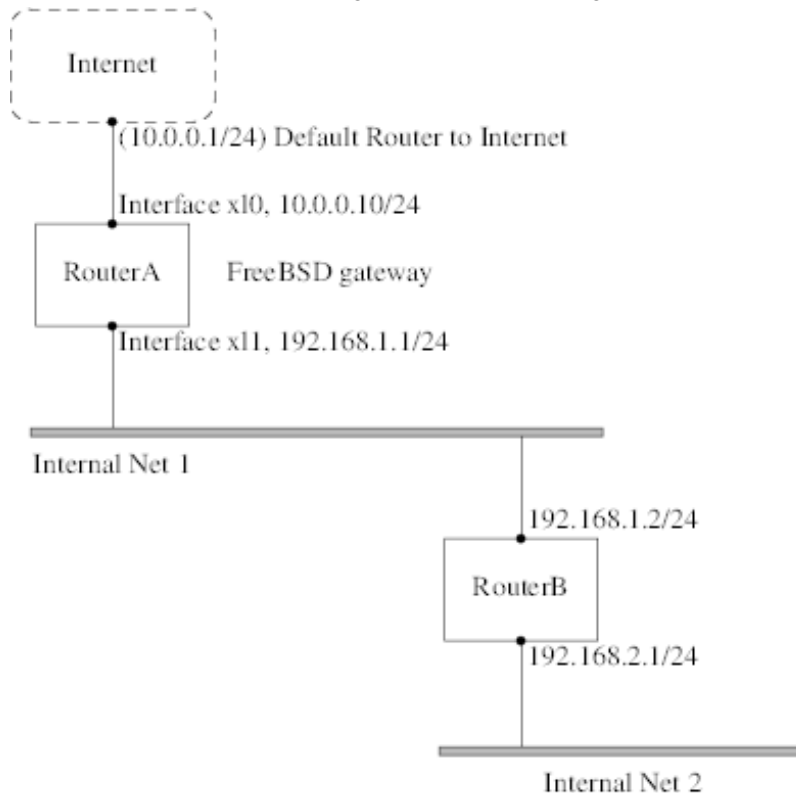 Internet
(10.0.0.1/24) Default Router to Internet
Interface xl0, 10.0.0.10/24
RouterA
FreeBSD gateway
Interface xl1, 192.168.1.1/24
Internal Net 1
192.168.1.2/24
RouterB
192.168.2.1/24
Internal Net 2